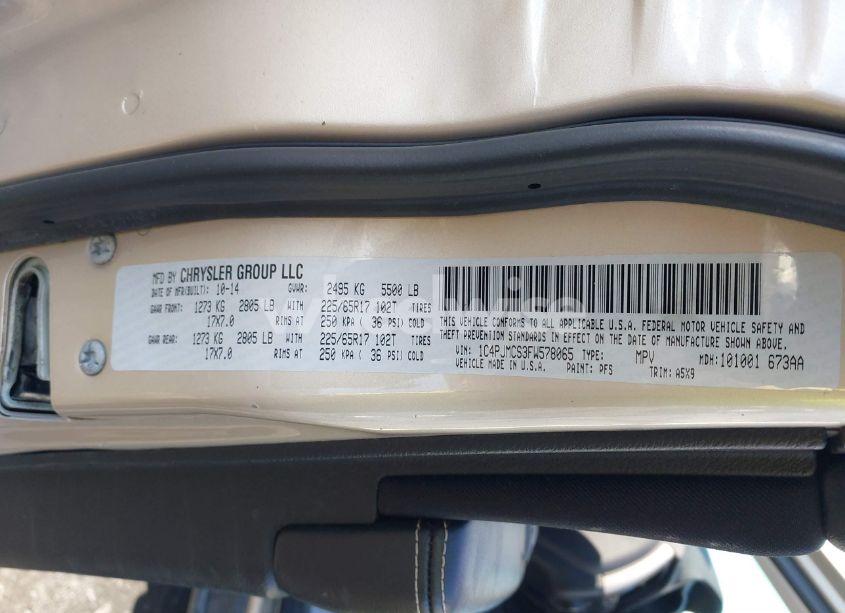 MFD BY CHRYSLER GROUP LLC
DATE OF MFR(BUILT): 10-14 GVWR: 2495 KG 5500 LB
GAWR FRONT: 1273 KG 2805 LB WITH 225/65R17 102T TIRES
17X7.0 RIMS AT 250 KPA ( 36 PSI) COLD
GAWR REAR: 1273 KG 2805 LB WITH 225/65R17 102T TIRES
17X7.0 RIMS AT 250 KPA ( 36 PSI) COLD
THIS VEHICLE CONFORMS TO ALL APPLICABLE U.S.A. FEDERAL MOTOR VEHICLE SAFETY AND
THEFT PREVENTION STANDARDS IN EFFECT ON THE DATE OF MANUFACTURE SHOWN ABOVE.
VIN: 1C4PJMCS3FW578065 TYPE: MPV MDH: 101001 673AA
VEHICLE MADE IN U.S.A. PAINT: PFS TRIM: A5X9